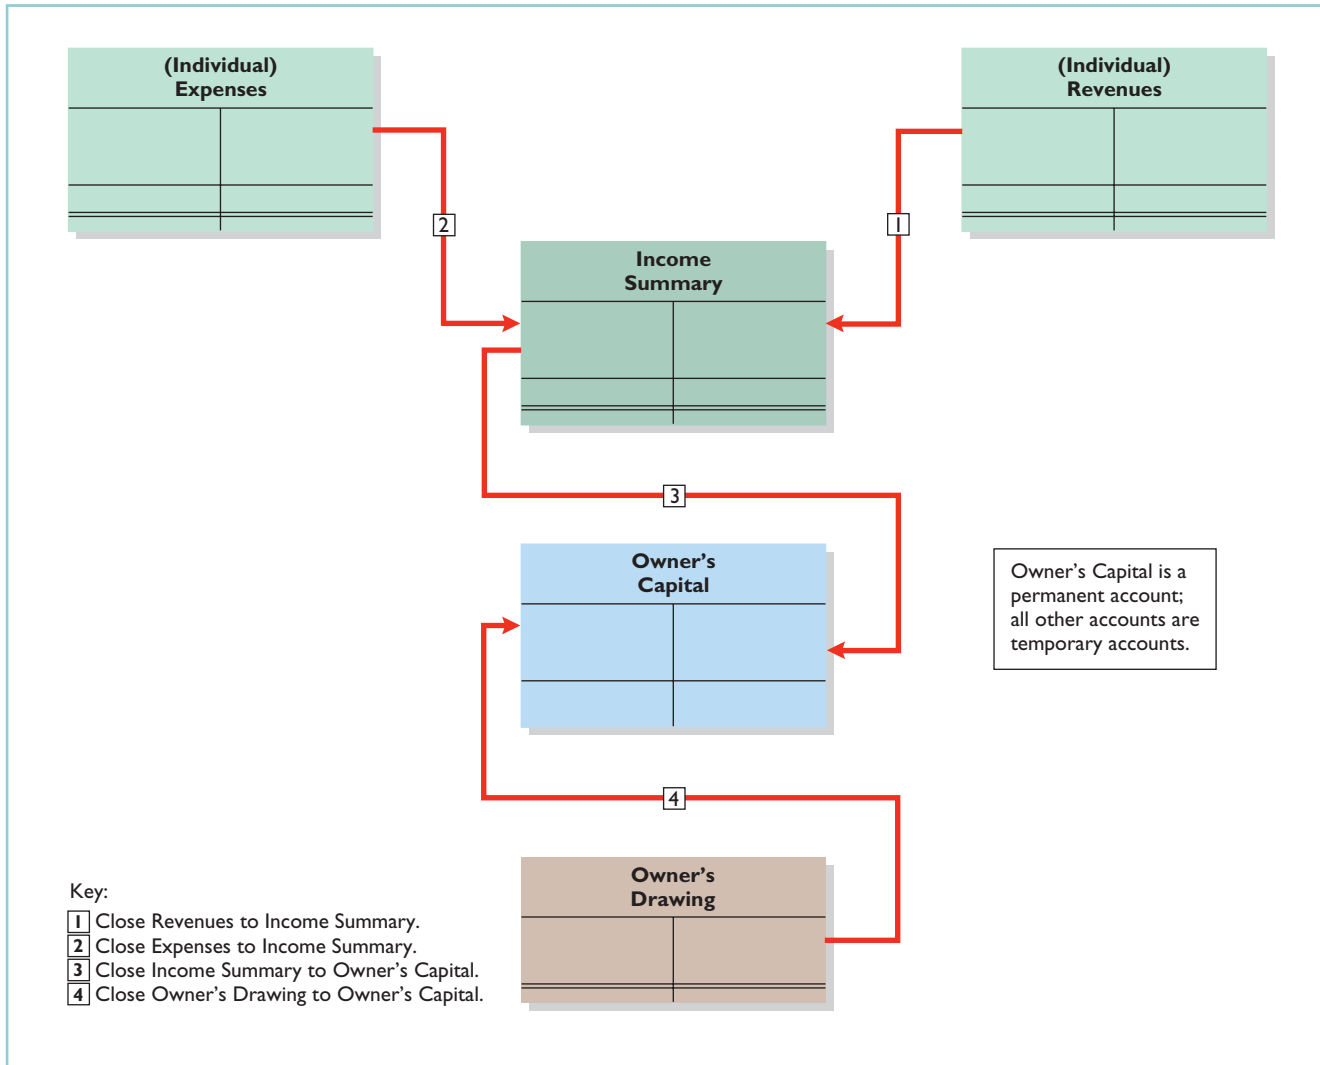 (Individual)
Expenses
(Individual)
Revenues
2
1
Income
Summary
3
Owner's
Capital
Owner's Capital is a
permanent account;
all other accounts are
temporary accounts.
4
Owner's
Drawing
Key:
1 Close Revenues to Income Summary.
2 Close Expenses to Income Summary.
3 Close Income Summary to Owner's Capital.
4 Close Owner's Drawing to Owner's Capital.